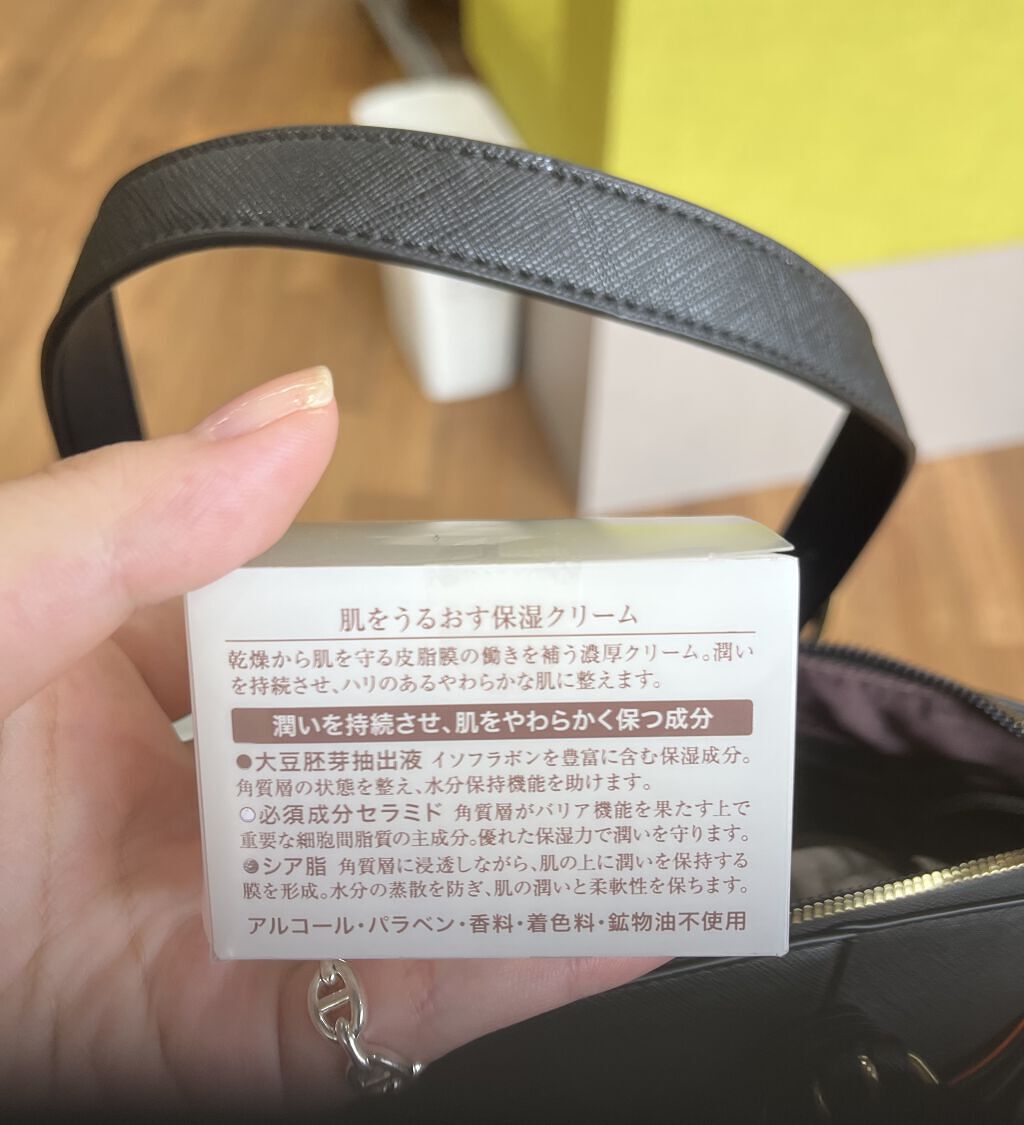 肌をうるおす保湿クリーム
乾燥から肌を守る皮脂膜の働きを補う濃厚クリーム。潤い
を持続させ、ハリのあるやわらかな肌に整えます。
潤いを持続させ、肌をやわらかく保つ成分
●大豆胚芽抽出液 イソフラボンを豊富に含む保湿成分。
角質層の状態を整え、水分保持機能を助けます。
○必須成分セラミド 角質層がバリア機能を果たす上で
重要な細胞間脂質の主成分。優れた保湿力で潤いを守ります。
●シア脂 角質層に浸透しながら、肌の上に潤いを保持する
膜を形成。水分の蒸散を防ぎ、肌の潤いと柔軟性を保ちます。
アルコール・パラベン・香料・着色料・鉱物油不使用